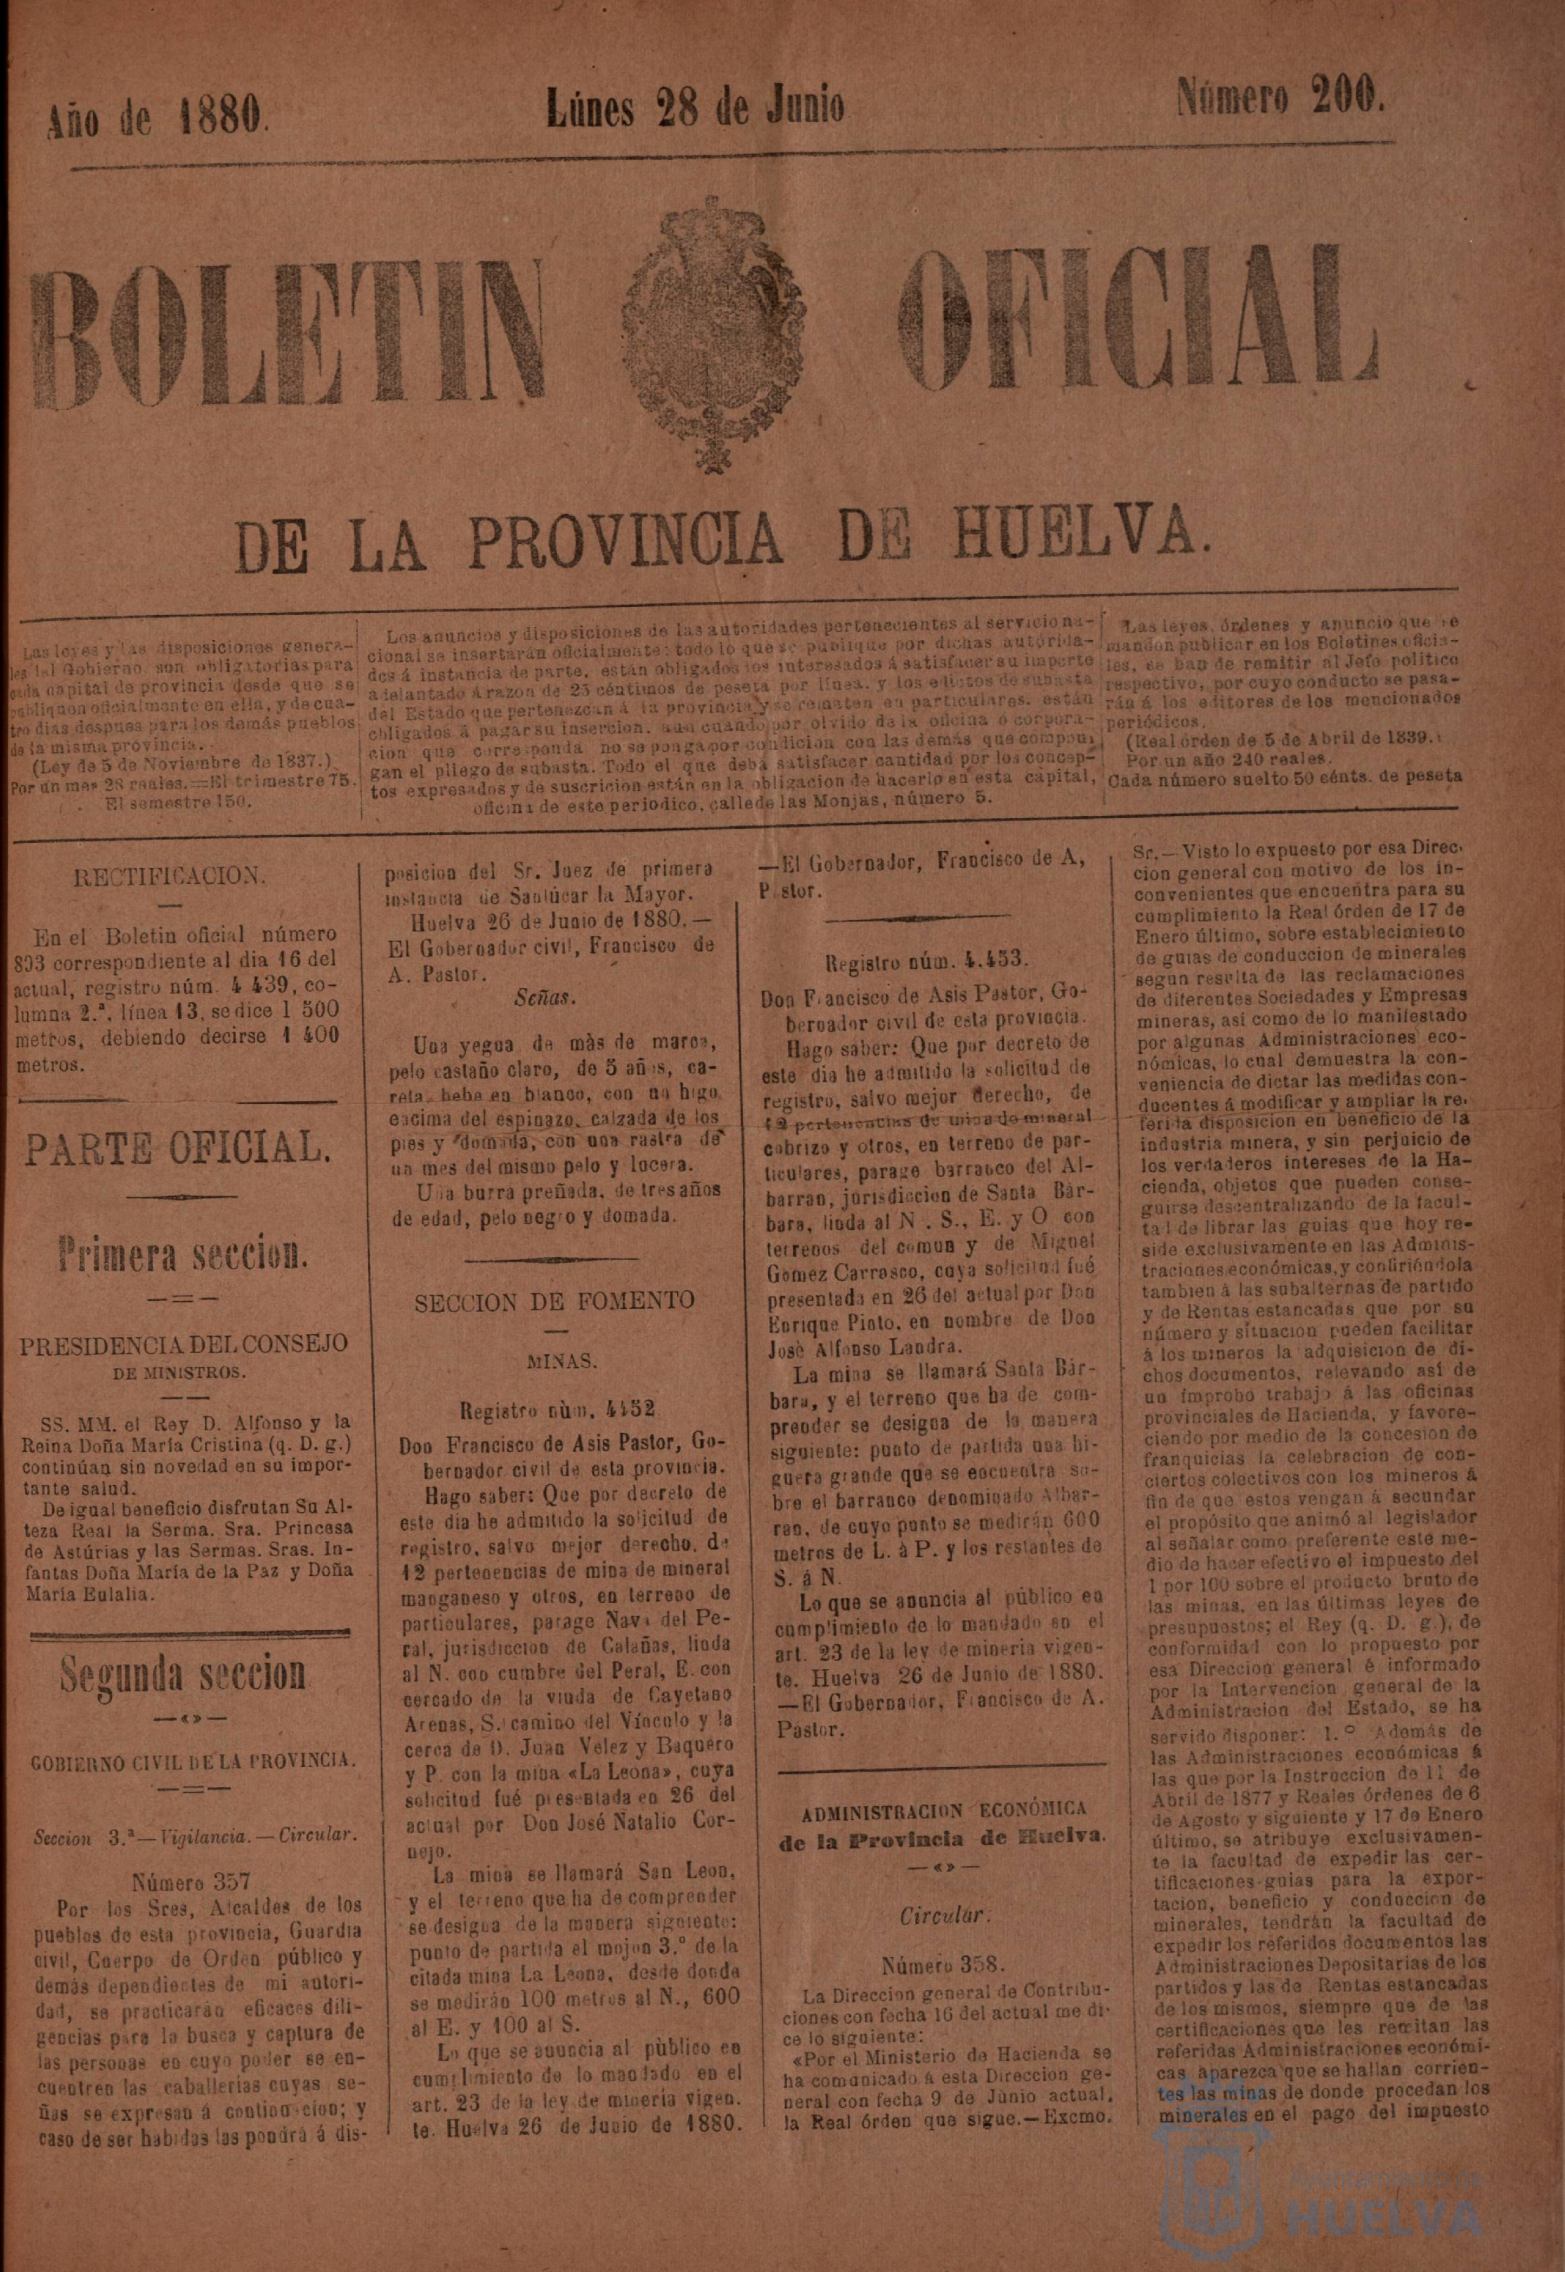 Año de 1880.
Lúnes 28 de Junio
Número 200.
BOLETIN OFICIAL
DE LA PROVINCIA DE HUELVA.
Las leyes y las disposiciones genera-
les del Gobierno son obligatorias para
cada capital de provincia desde que se
publiquen oficialmente en ella, y de cua-
tro dias despues para los demás pueblos
de la misma provincia.
(Ley de 5 de Noviembre de 1837.)
Por un mes 28 reales.=El trimestre 75.
El semestre 150.
Los anuncios y disposiciones de las autoridades pertenecientes al servicio na-
cional se insertarán oficialmente: todo lo que se publique por dichas autorida-
des á instancia de parte, están obligados los interesados á satisfacer su importe
adelantado á razon de 25 céntimos de peseta por línea. y los edictos de subasta
del Estado que pertenezcan á la provincia y se rematen en particulares. están
obligados á pagar su insercion. aun cuando por olvido de la oficina ó corpora-
cion que corresponda no se ponga por condicion con las demás que compon
gan el pliego de subasta. Todo el que deba satisfacer cantidad por los concep-
tos expresados y de suscricion están en la obligacion de hacerlo en esta capital,
oficina de este periodico, calle de las Monjas, número 5.
Las leyes, órdenes y anuncio que se
mandon publicar en los Boletines oficia-
les, se han de remitir al Jefe político
respectivo, por cuyo conducto se pasa-
rán á los editores de los mencionados
periódicos.
(Real órden de 5 de Abril de 1839.)
Por un año 240 reales.
Cada número suelto 50 cénts. de peseta
RECTIFICACION.
En el Boletin oficial número
893 correspondiente al dia 16 del
actual, registro núm. 4 439, co-
lumna 2.ª, línea 13, se dice 1 500
metros, debiendo decirse 1 400
metros.
PARTE OFICIAL.
Primera seccion.
PRESIDENCIA DEL CONSEJO
DE MINISTROS.
SS. MM. el Rey D. Alfonso y la
Reina Doña María Cristina (q. D. g.)
continúan sin novedad en su impor-
tante salud.
De igual beneficio disfrutan Su Al-
teza Real la Serma. Sra. Princesa
de Astúrias y las Sermas. Sras. In-
fantas Doña María de la Paz y Doña
María Eulalia.
Segunda seccion
GOBIERNO CIVIL DE LA PROVINCIA.
Seccion 3.ª—Vigilancia.—Circular.
Número 357
Por los Sres, Alcaldes de los
pueblos de esta provincia, Guardia
civil, Cuerpo de Orden público y
demás dependientes de mi autori-
dad, se practicarán eficaces dili-
gencias para la busca y captura de
las personas en cuyo poder se en-
cuentren las caballerías cuyas se-
ñas se expresan á continuacion; y
caso de ser habidas las pondrá á dis-
posicion del Sr. Juez de primera
instancia de Sanlúcar la Mayor.
Huelva 26 de Junio de 1880.—
El Gobernador civil, Francisco de
A. Pastor.
Señas.
Una yegua de màs de marca,
pelo castaño claro, de 5 años, ca-
reta, bebe en blanco, con un higo
encima del espinazo, calzada de los
pies y domada, con una rastra de
un mes del mismo pelo y lucera.
Una burra preñada, de tres años
de edad, pelo negro y domada.
SECCION DE FOMENTO
MINAS.
Registro nùm. 4452
Don Francisco de Asis Pastor, Go-
bernador civil de esta provincia.
Hago saber: Que por decreto de
este dia he admitido la solicitud de
registro, salvo mejor derecho, de
12 pertenencias de mina de mineral
manganeso y otros, en terreno de
particulares, parage Nava del Pe-
ral, jurisdiccion de Calañas, linda
al N. con cumbre del Peral, E. con
cercado de la viuda de Cayetano
Arenas, S. camino del Vínculo y la
cerca de D. Juan Velez y Baquero
y P. con la mina «La Leona», cuya
solicitud fué presentada en 26 del
actual por Don José Natalio Cor-
nejo.
La mina se llamará San Leon,
y el terreno que ha de comprender
se designa de la manera siguiente:
punto de partida el mojon 3.º de la
citada mina La Leona, desde donde
se medirán 100 metros al N., 600
al E. y 100 al S.
Lo que se anuncia al pùblico en
cumplimiento de lo mandado en el
art. 23 de la ley de minería vigen.
te. Huelva 26 de Junio de 1880.
—El Gobernador, Francisco de A,
Pastor.
Registro núm. 4.453.
Don Francisco de Asis Pastor, Go-
bernador civil de esta provincia.
Hago saber: Que por decreto de
este dia he admitido la solicitud de
registro, salvo mejor derecho, de
12 pertenencias de mina de mineral
cobrizo y otros, en terreno de par-
ticulares, parage barranco del Al-
barran, jurisdiccion de Santa Bár-
bara, linda al N . S., E. y O con
terrenos del comun y de Miguel
Gomez Carrasco, cuya solicitud fué
presentada en 26 del actual por Don
Enrique Pinto, en nombre de Don
Josè Alfonso Landra.
La mina se llamará Santa Bár-
bara, y el terreno que ha de com-
prender se designa de la manera
siguiente: punto de partida una hi-
guera grande que se encuentra so-
bre el barranco denominado Albar-
ran, de cuyo punto se medirán 600
metros de L. à P. y los restantes de
S. á N.
Lo que se anuncia al público en
cumplimiento de lo mandado en el
art. 23 de la ley de mineria vigen-
te. Huelva 26 de Junio de 1880.
—El Gobernador, Francisco de A.
Pastor.
ADMINISTRACION ECONÓMICA
de la Provincia de Huelva.
Circular.
Número 358.
La Direccion general de Contribu-
ciones con fecha 16 del actual me di-
ce lo siguiente:
«Por el Ministerio de Hacienda se
ha comunicado á esta Direccion ge-
neral con fecha 9 de Junio actual,
la Real órden que sigue.—Excmo.
Sr.—Visto lo expuesto por esa Direc-
cion general con motivo de los in-
convenientes que encuentra para su
cumplimiento la Real órden de 17 de
Enero último, sobre establecimiento
de guias de conduccion de minerales
segun resulta de las reclamaciones
de diferentes Sociedades y Empresas
mineras, así como de lo manifestado
por algunas Administraciones eco-
nómicas, lo cual demuestra la con-
veniencia de dictar las medidas con-
ducentes á modificar y ampliar la re-
ferida disposicion en beneficio de la
industria minera, y sin perjuicio de
los verdaderos intereses de la Ha-
cienda, objetos que pueden conse-
guirse descentralizando de la facul-
tad de librar las guias que hoy re-
side exclusivamente en las Adminis-
traciones económicas, y confiriéndola
tambien á las subalternas de partido
y de Rentas estancadas que por su
número y situacion pueden facilitar
á los mineros la adquisicion de di-
chos documentos, relevando así de
un ímprobo trabajo á las oficinas
provinciales de Hacienda, y favore-
ciendo por medio de la concesion de
franquicias la celebracion de con-
ciertos colectivos con los mineros á
fin de que estos vengan á secundar
el propósito que animó al legislador
al señalar como preferente este me-
dio de hacer efectivo el impuesto del
1 por 100 sobre el producto bruto de
las minas, en las últimas leyes de
presupuestos; el Rey (q. D. g.), de
conformidad con lo propuesto por
esa Direccion general é informado
por la Intervencion general de la
Administracion del Estado, se ha
servido disponer: 1.º Además de
las Administraciones económicas á
las que por la Instruccion de 11 de
Abril de 1877 y Reales órdenes de 6
de Agosto y siguiente y 17 de Enero
último, se atribuye exclusivamen-
te la facultad de expedir las cer-
tificaciones-guias para la expor-
tacion, beneficio y conduccion de
minerales, tendrán la facultad de
expedir los referidos documentos las
Administraciones Depositarias de los
partidos y las de Rentas estancadas
de los mismos, siempre que de las
certificaciones que les remitan las
referidas Administraciones económi-
cas aparezca que se hallan corrien-
tes las minas de donde procedan los
minerales en el pago del impuesto
Ayuntamiento de
HUELVA